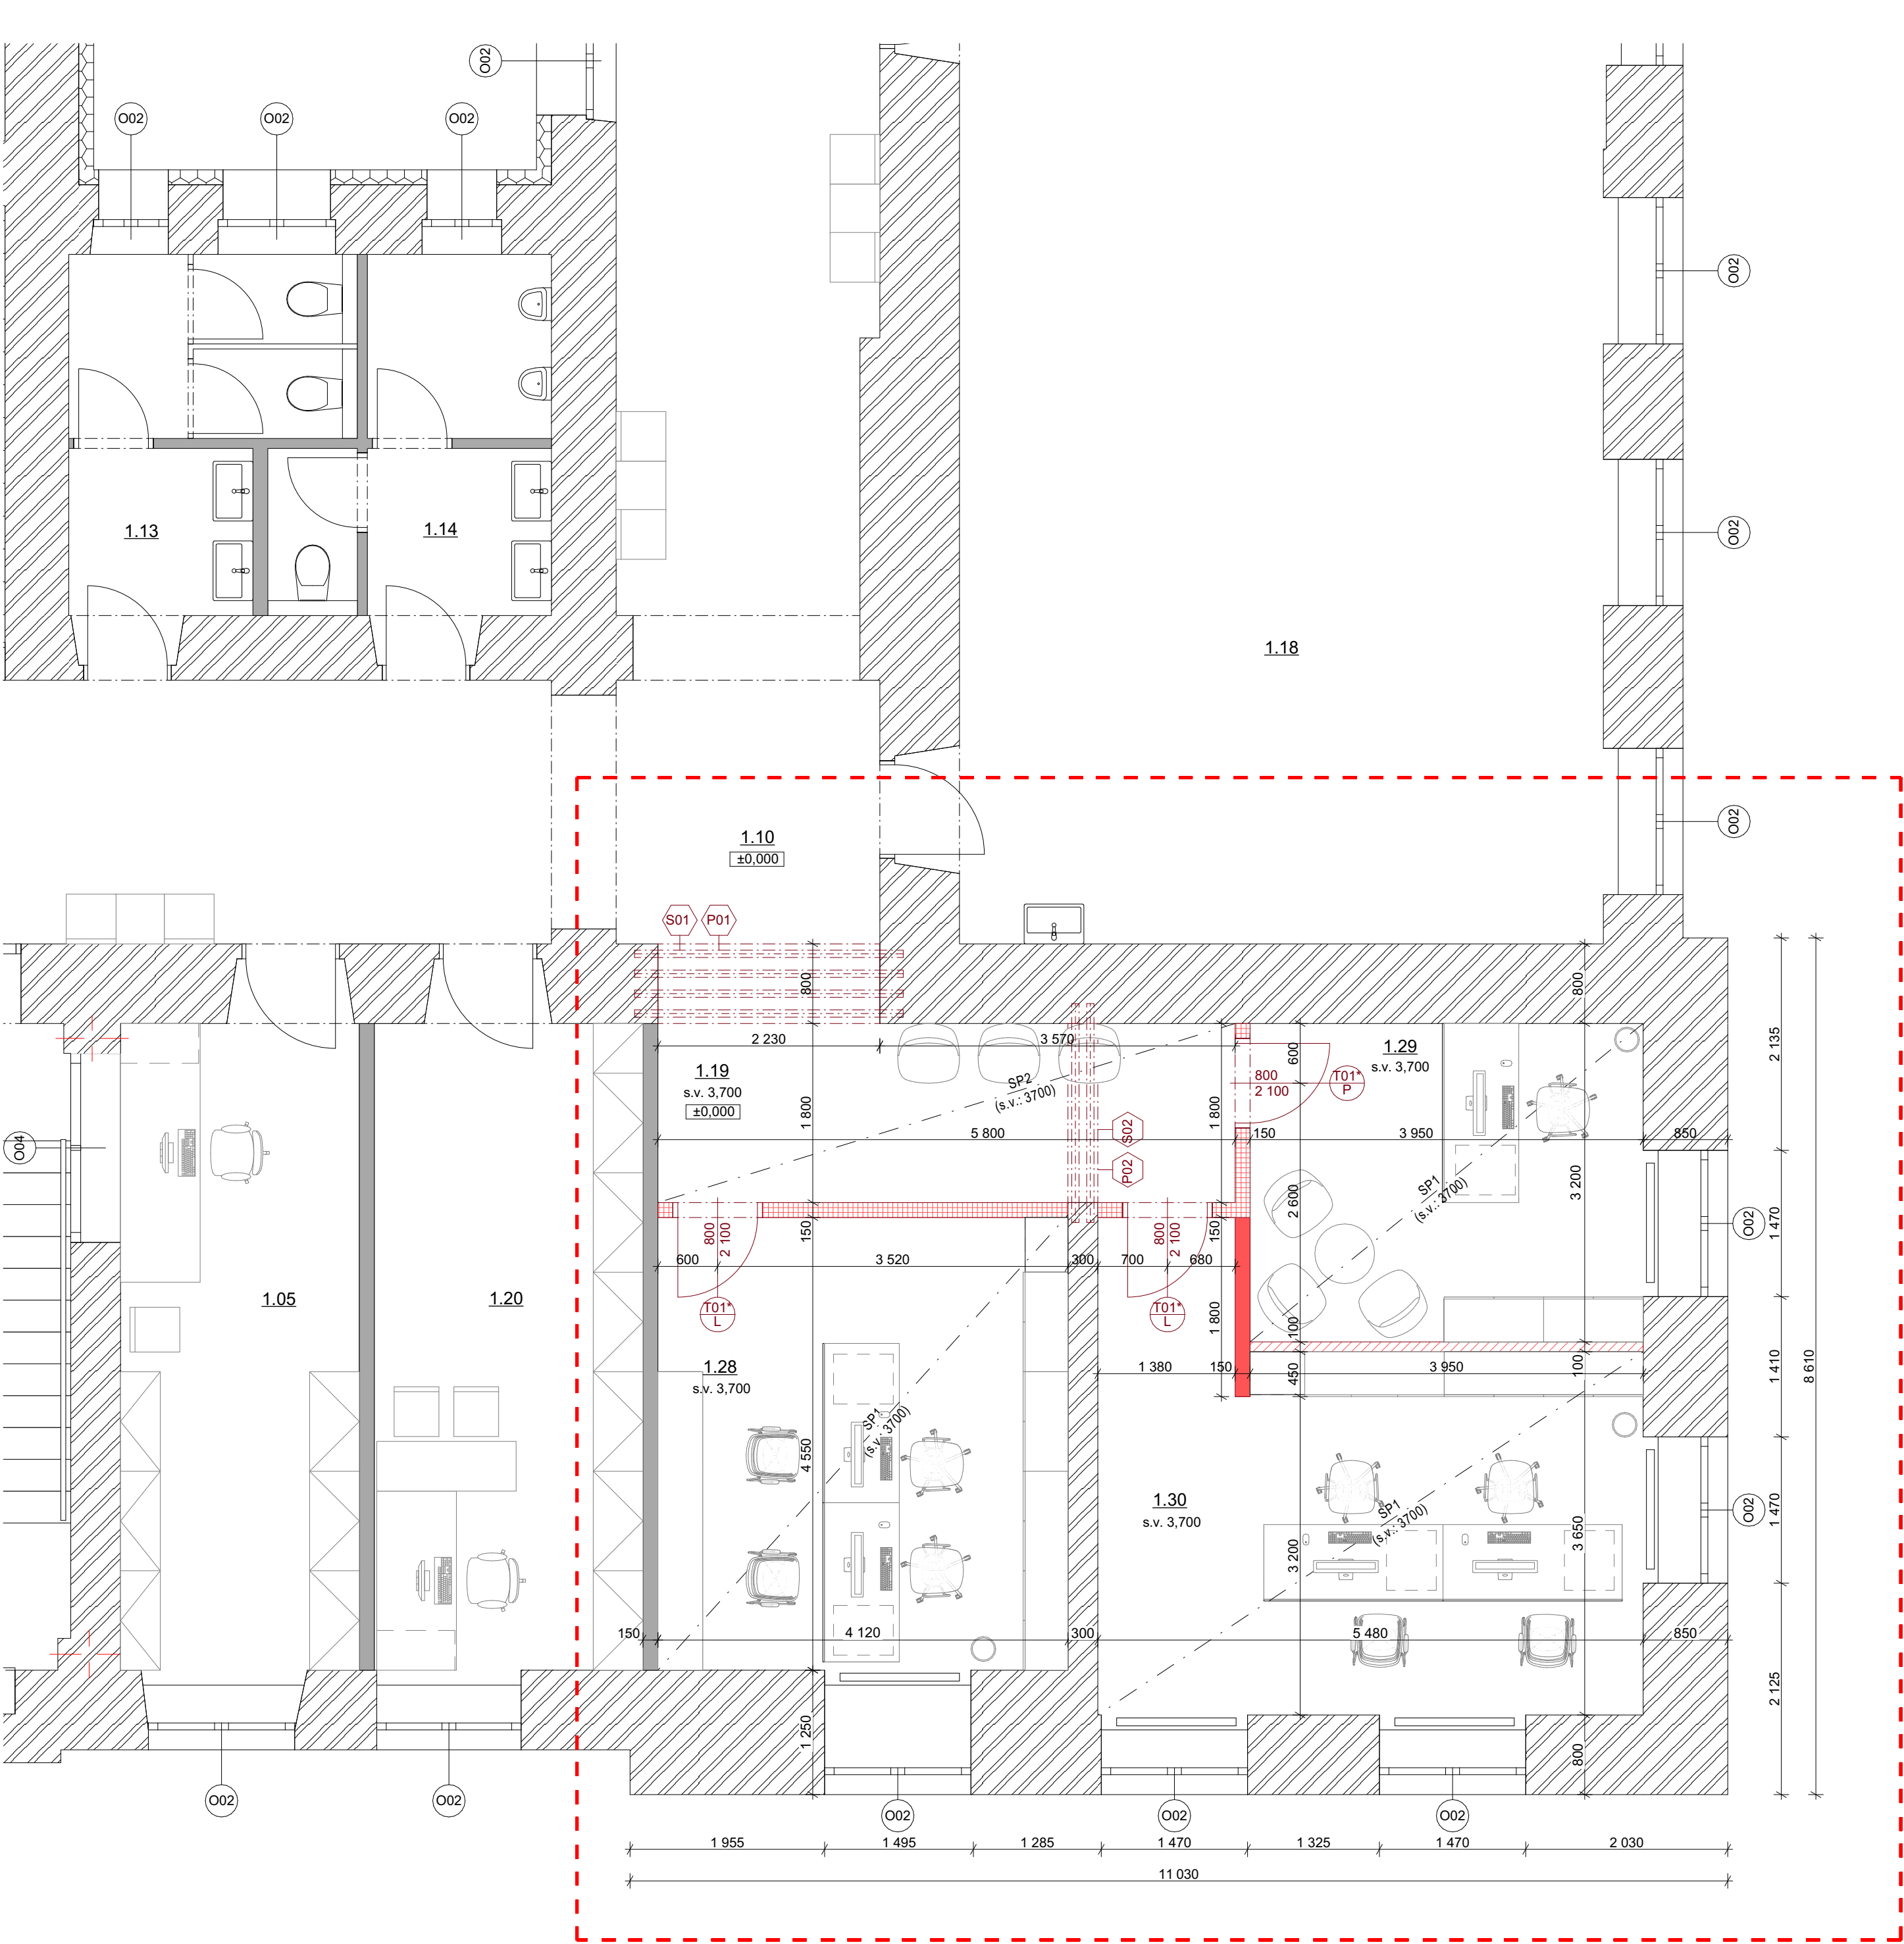 O02
O02
O02
O02
O02
1.13
1.14
O02
1.18
O02
1.10
±0,000
S01
P01
800
800
2 230
3 570
600
1.29
s.v. 3,700
2 135
1.19
s.v. 3,700
±0,000
SP2
(s.v.: 3700)
800
2 100
T01*
P
1 800
1 800
S02
5 800
150
3 950
850
O04
P02
3 200
SP1
(s.v.: 3700)
2 600
1 470
O02
800
2 100
150
800
2 100
150
600
3 520
300
700
680
1.05
1.20
T01*
L
T01*
L
1 800
100
8 610
1.28
s.v. 3,700
1 380
150
450
3 950
100
1 410
SP1
(s.v.: 3700)
4 550
1.30
s.v. 3,700
SP1
(s.v.: 3700)
1 470
O02
3 200
3 650
150
4 120
300
5 480
850
2 125
1 250
800
O02
O02
O02
O02
O02
1 955
1 495
1 285
1 470
1 325
1 470
2 030
11 030